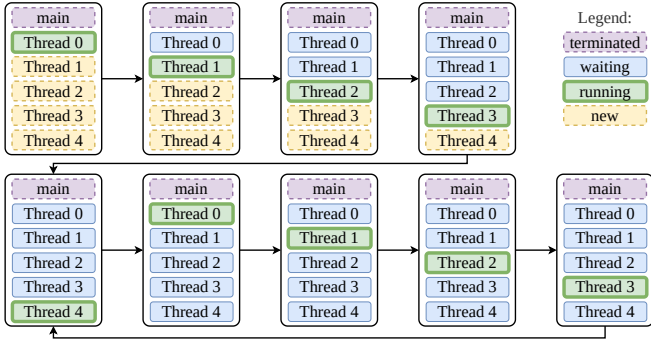 main
Thread 0
Thread 1
Thread 2
Thread 3
Thread 4
main
Thread 0
Thread 1
Thread 2
Thread 3
Thread 4
main
Thread 0
Thread 1
Thread 2
Thread 3
Thread 4
main
Thread 0
Thread 1
Thread 2
Thread 3
Thread 4
Legend:
terminated
waiting
running
new
main
Thread 0
Thread 1
Thread 2
Thread 3
Thread 4
main
Thread 0
Thread 1
Thread 2
Thread 3
Thread 4
main
Thread 0
Thread 1
Thread 2
Thread 3
Thread 4
main
Thread 0
Thread 1
Thread 2
Thread 3
Thread 4
main
Thread 0
Thread 1
Thread 2
Thread 3
Thread 4